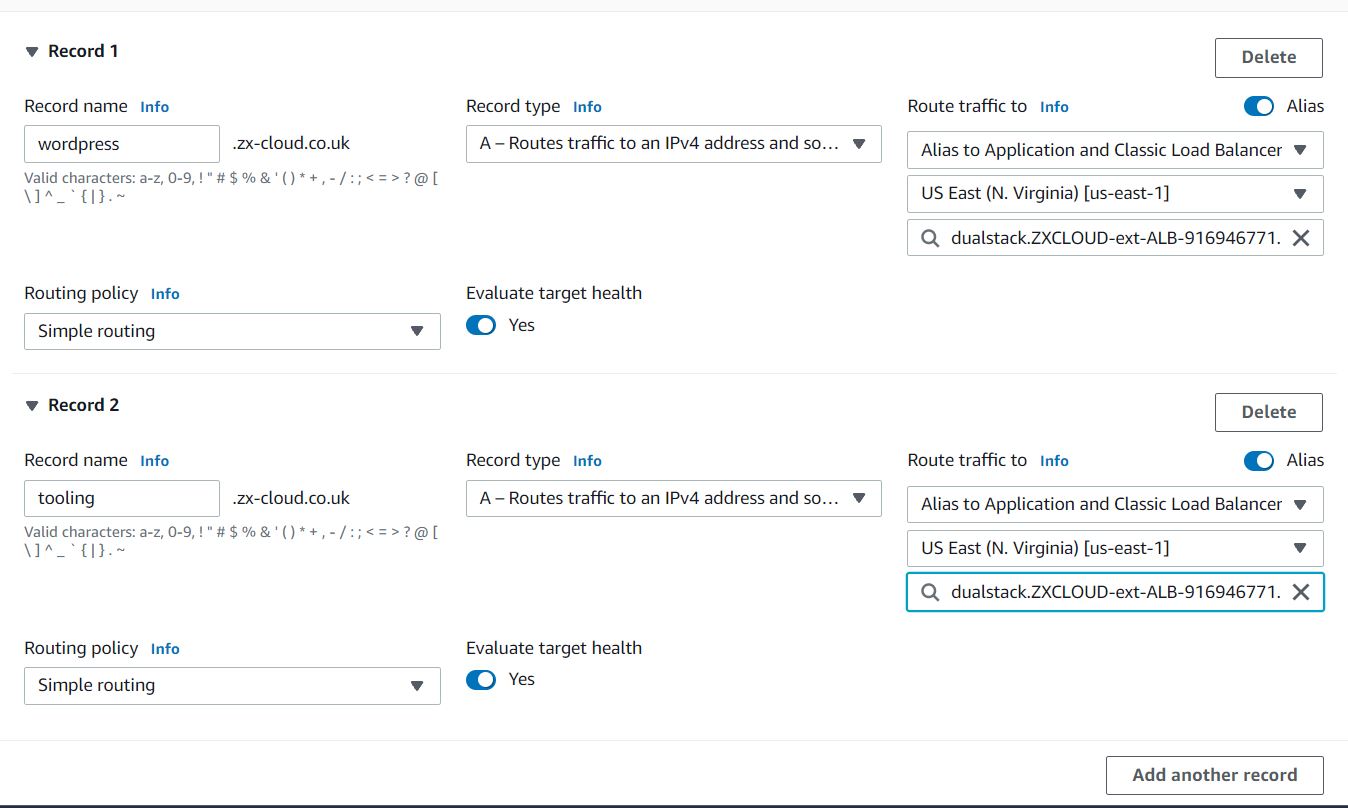 Record 1
Delete
Record name Info
Record type Info
Route traffic to Info
Alias
wordpress
.zx-cloud.co.uk
A – Routes traffic to an IPv4 address and so…
Alias to Application and Classic Load Balancer
Valid characters: a-z, 0-9, ! " # $ % & ' ( ) * + , - / : ; < = > ? @ [
\ ] ^ _ ` { | } . ~
US East (N. Virginia) [us-east-1]
dualstack.ZXCLOUD-ext-ALB-916946771.
Routing policy Info
Evaluate target health
Simple routing
Yes
Record 2
Delete
Record name Info
Record type Info
Route traffic to Info
Alias
tooling
.zx-cloud.co.uk
A – Routes traffic to an IPv4 address and so…
Alias to Application and Classic Load Balancer
Valid characters: a-z, 0-9, ! " # $ % & ' ( ) * + , - / : ; < = > ? @ [
\ ] ^ _ ` { | } . ~
US East (N. Virginia) [us-east-1]
dualstack.ZXCLOUD-ext-ALB-916946771.
Routing policy Info
Evaluate target health
Simple routing
Yes
Add another record